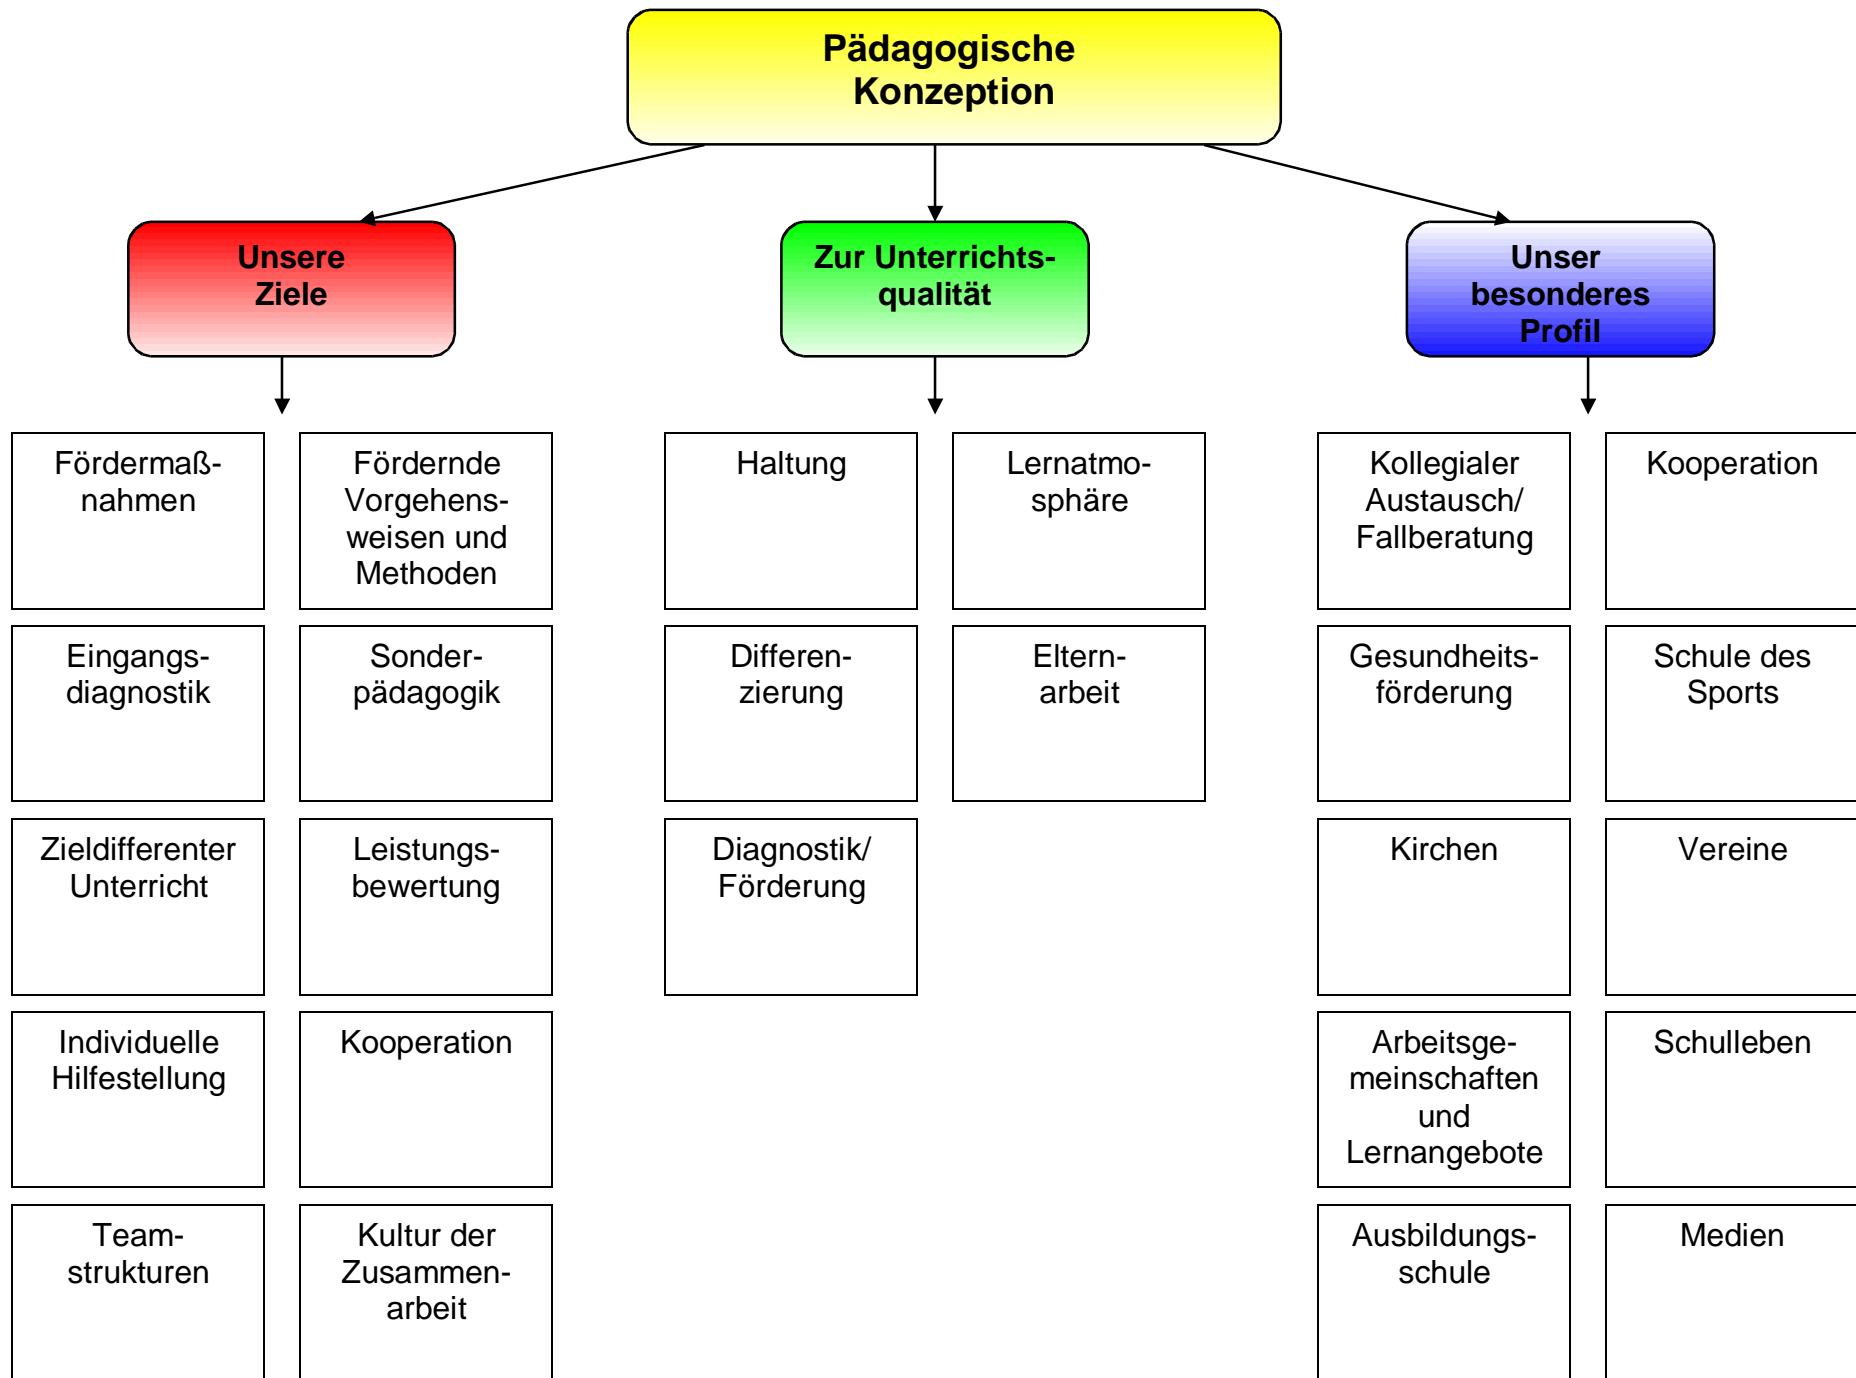 Pädagogische
Konzeption
Unsere
Ziele
Zur Unterrichts-
qualität
Unser
besonderes
Profil
Fördermaß-
nahmen
Fördernde
Vorgehens-
weisen und
Methoden
Eingangs-
diagnostik
Sonder-
pädagogik
Zieldifferenter
Unterricht
Leistungs-
bewertung
Individuelle
Hilfestellung
Kooperation
Team-
strukturen
Kultur der
Zusammen-
arbeit
Haltung
Lernatmo-
sphäre
Differen-
zierung
Eltern-
arbeit
Diagnostik/
Förderung
Kollegialer
Austausch/
Fallberatung
Kooperation
Gesundheits-
förderung
Schule des
Sports
Kirchen
Vereine
Arbeitsge-
meinschaften
und
Lernangebote
Schulleben
Ausbildungs-
schule
Medien